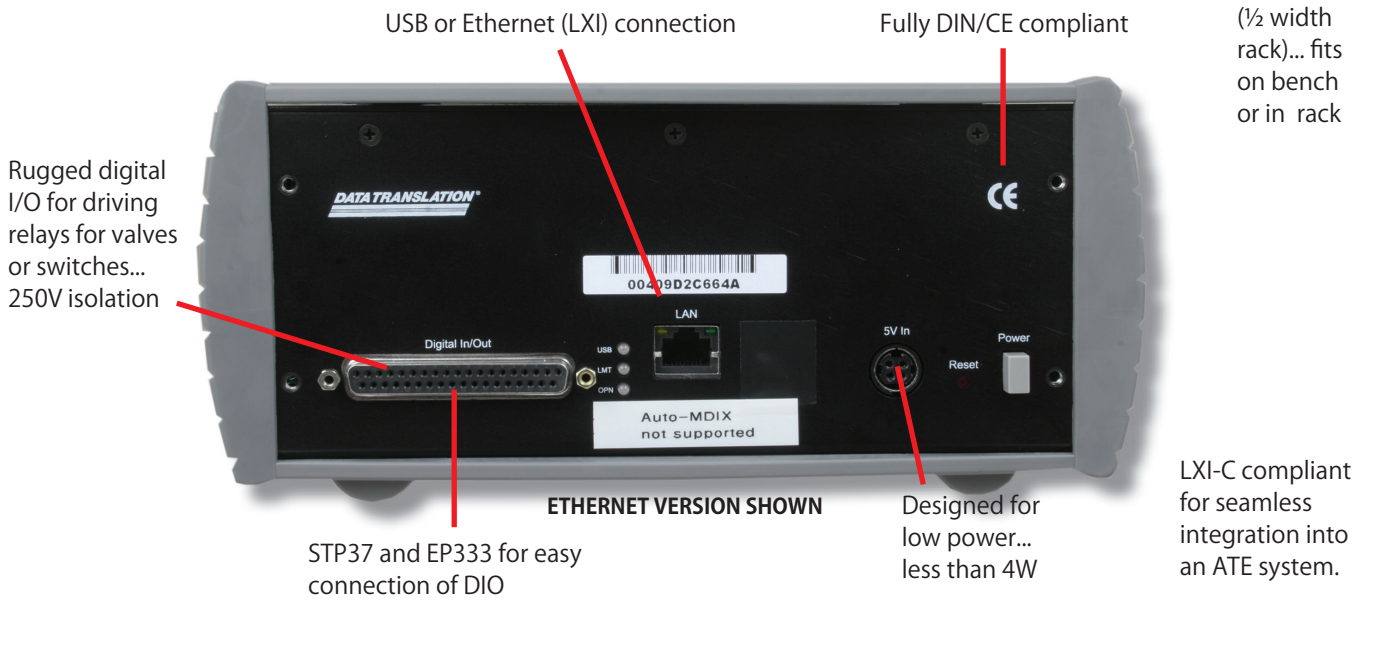 USB or Ethernet (LXI) connection
Fully DIN/CE compliant
(½ width
rack)... fits
on bench
or in rack
Rugged digital
I/O for driving
relays for valves
or switches...
250V isolation
DATA TRANSLATION®
CE
00409D2C664A
LAN
Digital In/Out
USB
LMT
OPN
5V In
Reset
Power
Auto-MDIX
not supported
ETHERNET VERSION SHOWN
STP37 and EP333 for easy
connection of DIO
Designed for
low power...
less than 4W
LXI-C compliant
for seamless
integration into
an ATE system.